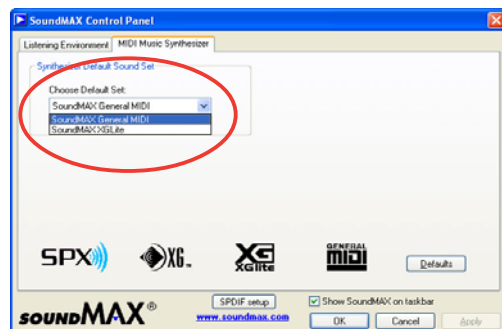 SoundMAX Control Panel
Listening Environment MIDI Music Synthesizer
Synthesizer Default Sound Set
Choose Default Set:
SoundMAX General MIDI
SoundMAX General MIDI
SoundMAX XGLite
SPX XG™ XG XGlite GENERAL MIDI Defaults
SPDIF setup Show SoundMAX on taskbar
SOUNDMAX® www.soundmax.com OK Cancel Apply